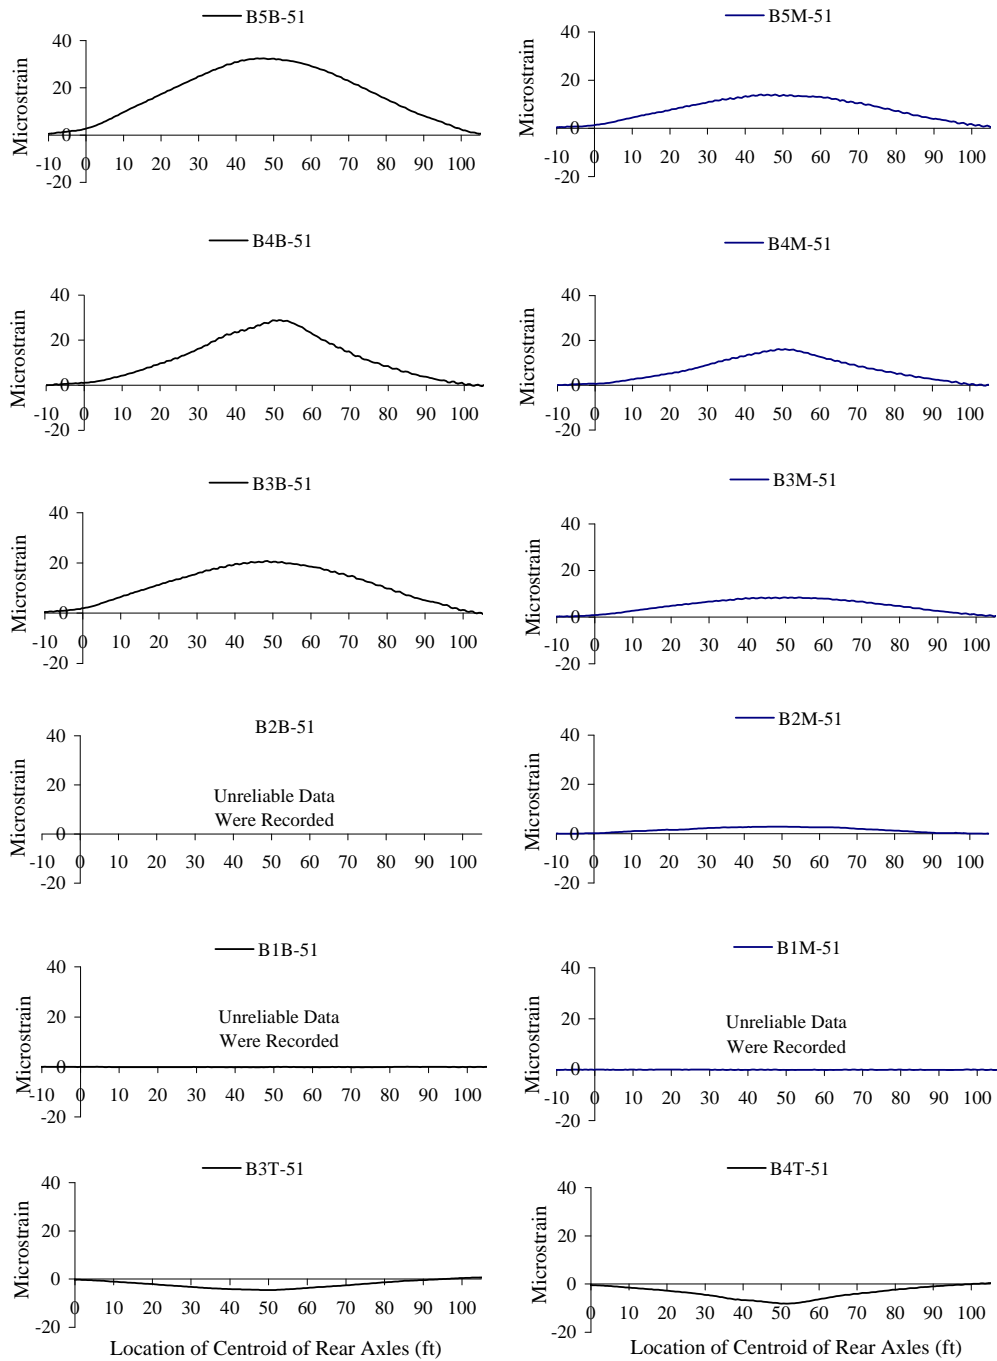 B5B-51
Microstrain
40
20
0
-20
-10 0 10 20 30 40 50 60 70 80 90 100
B5M-51
Microstrain
40
20
0
-20
-10 0 10 20 30 40 50 60 70 80 90 100
B4B-51
Microstrain
40
20
0
-20
-10 0 10 20 30 40 50 60 70 80 90 100
B4M-51
Microstrain
40
20
0
-20
-10 0 10 20 30 40 50 60 70 80 90 100
B3B-51
Microstrain
40
20
0
-20
-10 0 10 20 30 40 50 60 70 80 90 100
B3M-51
Microstrain
40
20
0
-20
-10 0 10 20 30 40 50 60 70 80 90 100
B2B-51
40
20
0
-20
Unreliable Data
Were Recorded
-10 0 10 20 30 40 50 60 70 80 90 100
B2M-51
Microstrain
40
20
0
-20
-10 0 10 20 30 40 50 60 70 80 90 100
B1B-51
Microstrain
40
20
0
-20
Unreliable Data
Were Recorded
-10 0 10 20 30 40 50 60 70 80 90 100
B1M-51
Microstrain
40
20
0
-20
Unreliable Data
Were Recorded
-10 0 10 20 30 40 50 60 70 80 90 100
B3T-51
Microstrain
40
20
0
-20
0 10 20 30 40 50 60 70 80 90 100
Location of Centroid of Rear Axles (ft)
B4T-51
Microstrain
40
20
0
-20
0 10 20 30 40 50 60 70 80 90 100
Location of Centroid of Rear Axles (ft)